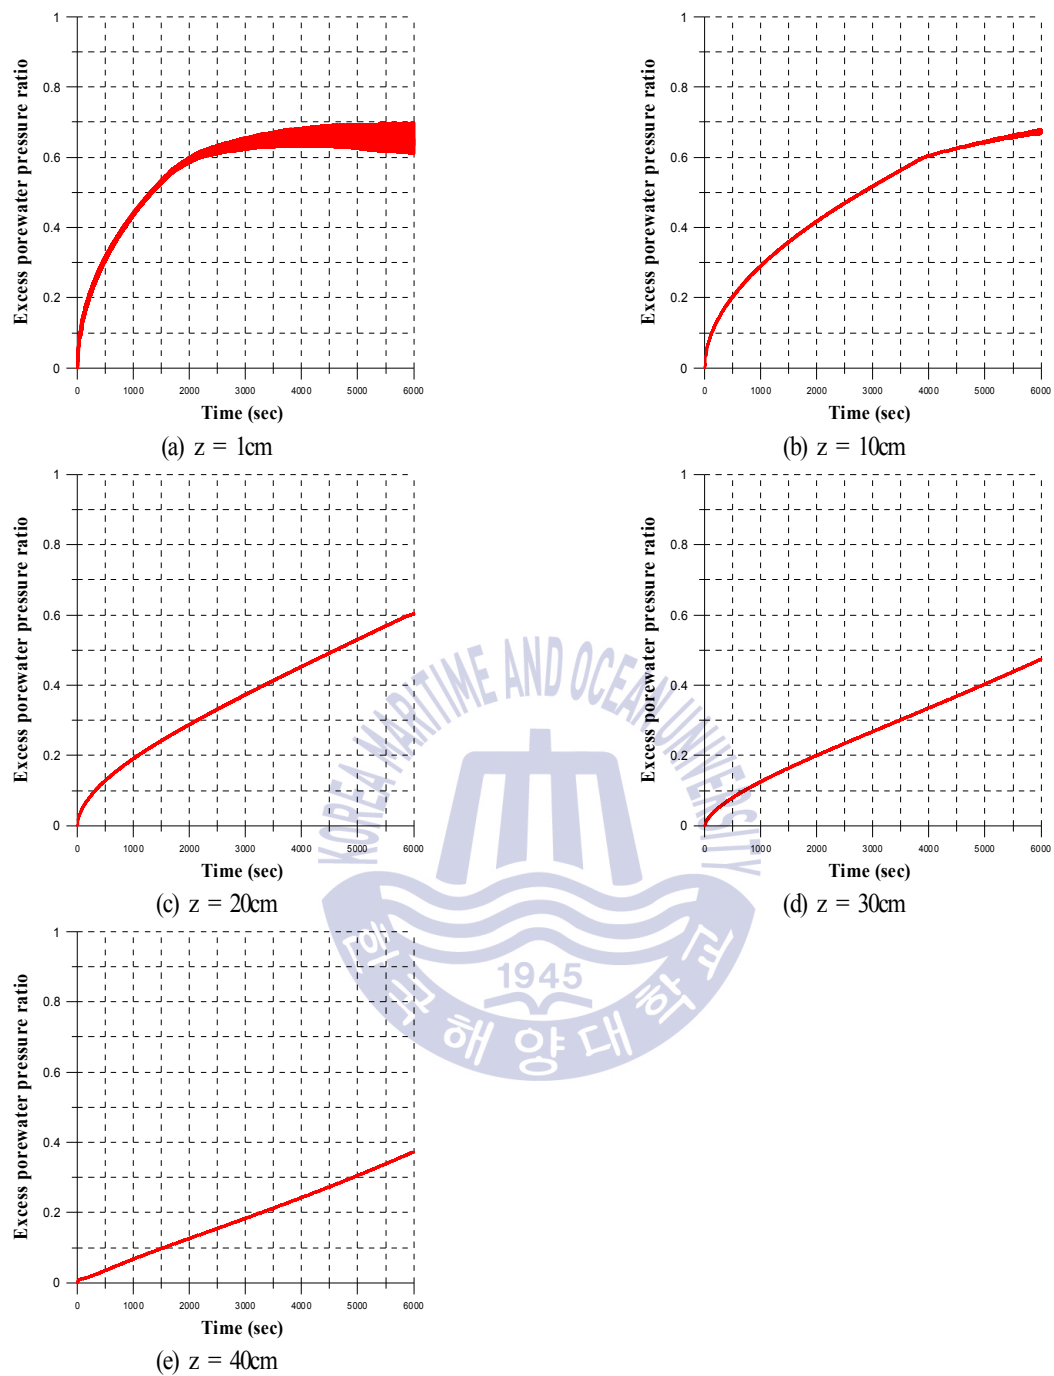 1
0.8
0.6
0.4
0.2
0
Excess porewater pressure ratio
0 1000 2000 3000 4000 5000 6000
Time (sec)
(a) z = 1cm
1
0.8
0.6
0.4
0.2
0
Excess porewater pressure ratio
0 1000 2000 3000 4000 5000 6000
Time (sec)
(b) z = 10cm
1
0.8
0.6
0.4
0.2
0
Excess porewater pressure ratio
0 1000 2000 3000 4000 5000 6000
Time (sec)
(c) z = 20cm
1
0.8
0.6
0.4
0.2
0
Excess porewater pressure ratio
0 1000 2000 3000 4000 5000 6000
Time (sec)
(d) z = 30cm
KOREA MARITIME AND OCEAN UNIVERSITY
1945
한국해양대학교
1
0.8
0.6
0.4
0.2
0
Excess porewater pressure ratio
0 1000 2000 3000 4000 5000 6000
Time (sec)
(e) z = 40cm